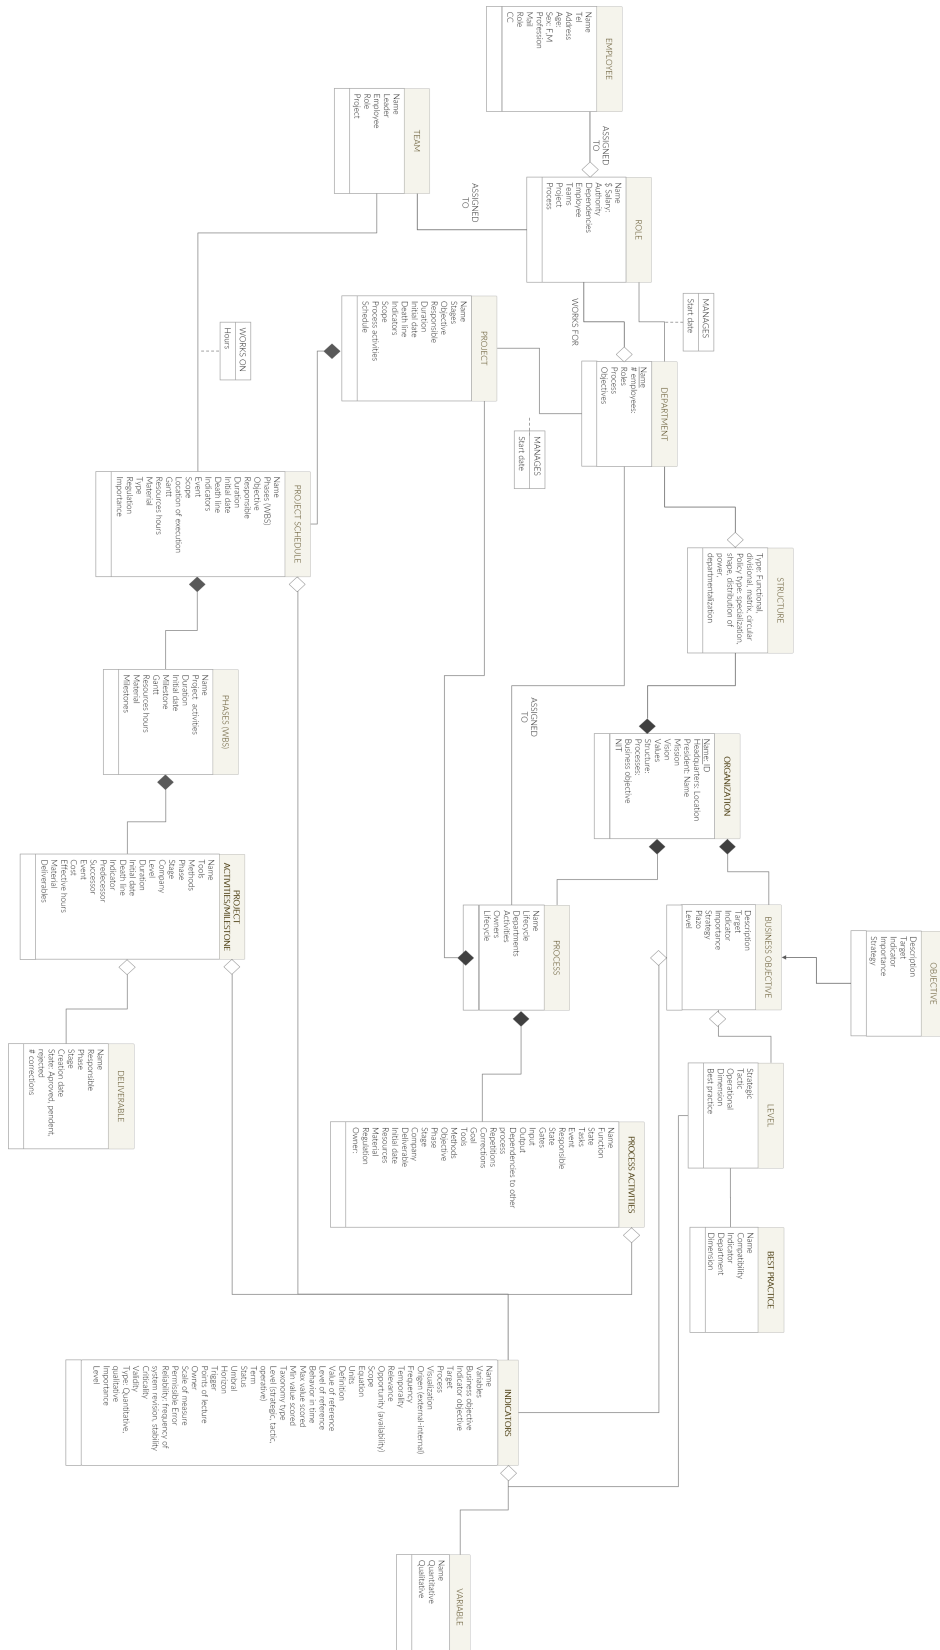 EMPLOYEE
Name
Tel
Address
Age:
Sex: F,M
Profession
Mail
Role
CC
ASSIGNED
TO
ROLE
Name
$ Salary:
Authority
Dependencies
Employee
Teams
Project
Process
TEAM
Name
Leader
Employee
Role
Project
ASSIGNED
TO
MANAGES
Start date
WORKS FOR
DEPARTMENT
Name
# employees:
Roles
Process
Objectives
PROJECT
Name
Stages
Objective
Responsible
Duration
Initial date
Death line
Indicators
Scope
Process activities
Schedule
WORKS ON
Hours
MANAGES
Start date
STRUCTURE
Type: Functional,
divisional, matrix, circular
Policy type: specialization,
shape, distribution of
power,
departmentalization
PROJECT SCHEDULE
Name
Phases (WBS)
Objective
Responsible
Duration
Initial date
Death line
Indicators
Event
Scope
Location of execution
Gantt
Resources hours
Material
Type
Regulation
Importance
PHASES (WBS)
Name
Project activities
Duration
Initial date
Milestone
Gantt
Resources hours
Material
Milestones
ASSIGNED
TO
ORGANIZATION
Name: ID
Headquarters: Location
President: Name
Mission
Vision
Values
Structure:
Processes:
Business objective
NIT
PROJECT
ACTIVITIES/MILESTONE
Name
Tools
Methods
Phase
Stage
Company
Level
Duration
Initial date
Death line
Indicator
Predecessor
Successor
Event
Cost
Effective hours
Material
Deliverables
PROCESS
Name
Lifecycle
Departments
Activities
Owners
Lifecycle
BUSINESS OBJECTIVE
Description
Target
Indicator
Importance
Strategy
Plazo
Level
OBJECTIVE
Description
Target
Indicator
Importance
Strategy
DELIVERABLE
Name
Responsible
Phase
Stage
Creation date
State: Aproved, pendent,
rejected
# corrections
LEVEL
Strategic
Tactic
Operational
Dimension
Best practice
PROCESS ACTIVITIES
Name
Function
State
Tasks
Event
Responsible
State
Gates
Input
Output
Dependencies to other
process
Repetitions
Corrections
Goal
Tools
Methods
Objective
Phase
Stage
Company
Deliverable
Initial date
Resources
Material
Regulation
Owner:
BEST PRACTICE
Name
Compatibility
Indicator
Department
Dimension
INDICATORS
Name
Variables
Business objective
Indicator objective
Target
Process
Visualization
Origen (external-internal)
Frequency
Temporality
Relevance
Opportunity (availability)
Scope
Equation
Units
Definition
Value of reference
Level of reference
Behavior in time
Max value scored
Min value scored
Taxonomy type
Level (strategic, tactic,
operative)
Term
Status
Umbral
Horizon
Trigger
Points of lecture
Owner
Scale of measure
Permissible Error
Reliability: frequency of
system revision, stability
Criticality
Validity
Type: Quantitative,
qualitative
Importance
Level
VARIABLE
Name
Quantitative
Qualitative